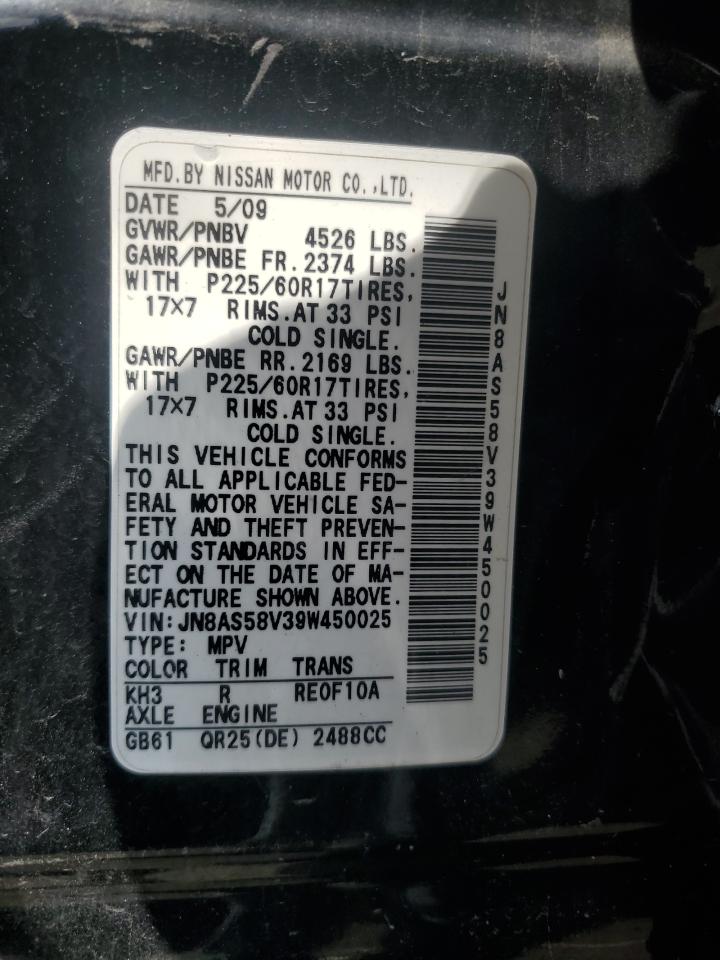 MFD.BY NISSAN MOTOR CO.,LTD.
DATE 5/09
GVWR/PNBV 4526 LBS.
GAWR/PNBE FR.2374 LBS.
WITH P225/60R17TIRES,
17×7 RIMS.AT 33 PSI
COLD SINGLE.
GAWR/PNBE RR.2169 LBS.
WITH P225/60R17TIRES,
17×7 RIMS.AT 33 PSI
COLD SINGLE.
THIS VEHICLE CONFORMS
TO ALL APPLICABLE FED-
ERAL MOTOR VEHICLE SA-
FETY AND THEFT PREVEN-
TION STANDARDS IN EFF-
ECT ON THE DATE OF MA-
NUFACTURE SHOWN ABOVE.
VIN:JN8AS58V39W450025
TYPE: MPV
COLOR TRIM TRANS
KH3 R RE0F10A
AXLE ENGINE
GB61 QR25(DE) 2488CC
JN8AS58V39W450025